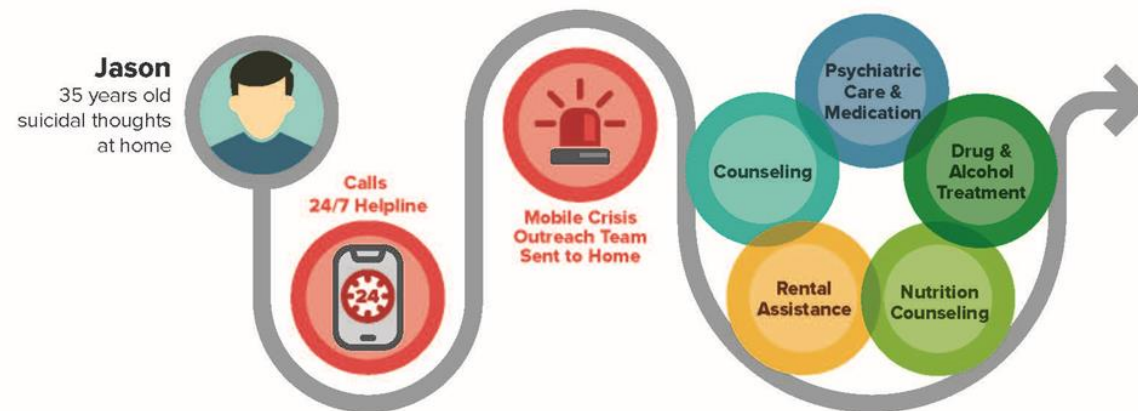 Jason
35 years old
suicidal thoughts
at home
Calls
24/7 Helpline
24
Mobile Crisis
Outreach Team
Sent to Home
Psychiatric
Care &
Medication
Counseling
Drug &
Alcohol
Treatment
Rental
Assistance
Nutrition
Counseling